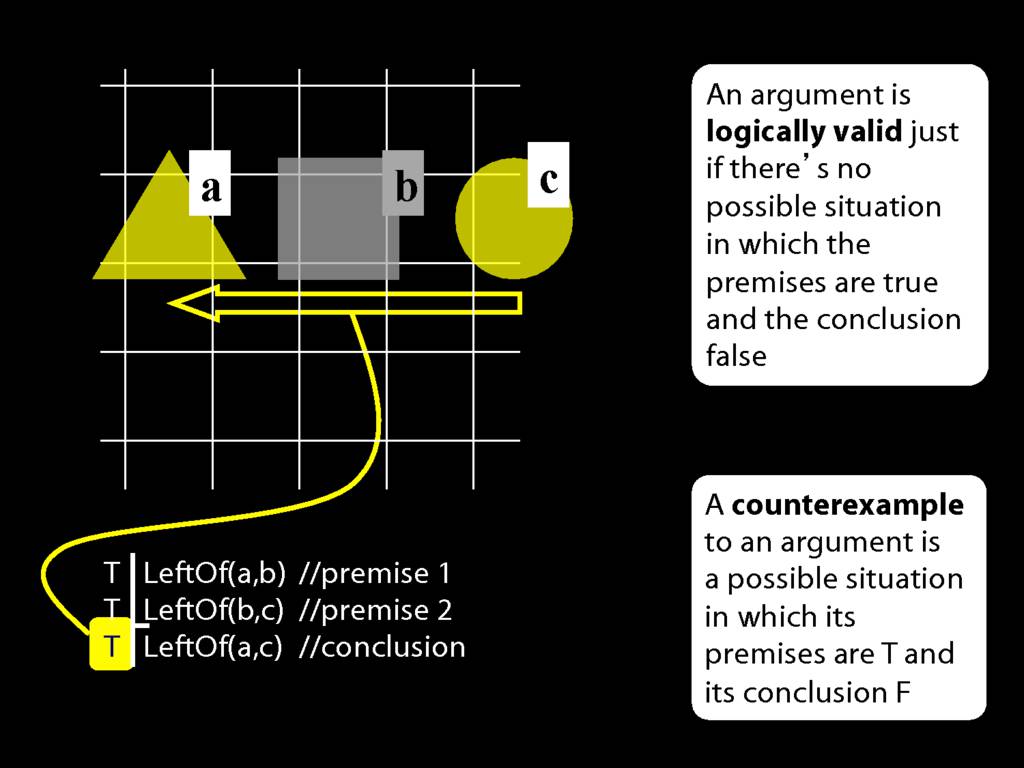 a
b
c
An argument is
logically valid just
if there’s no
possible situation
in which the
premises are true
and the conclusion
false
T LeftOf(a,b) //premise 1
T LeftOf(b,c) //premise 2
T LeftOf(a,c) //conclusion
A counterexample
to an argument is
a possible situation
in which its
premises are T and
its conclusion F